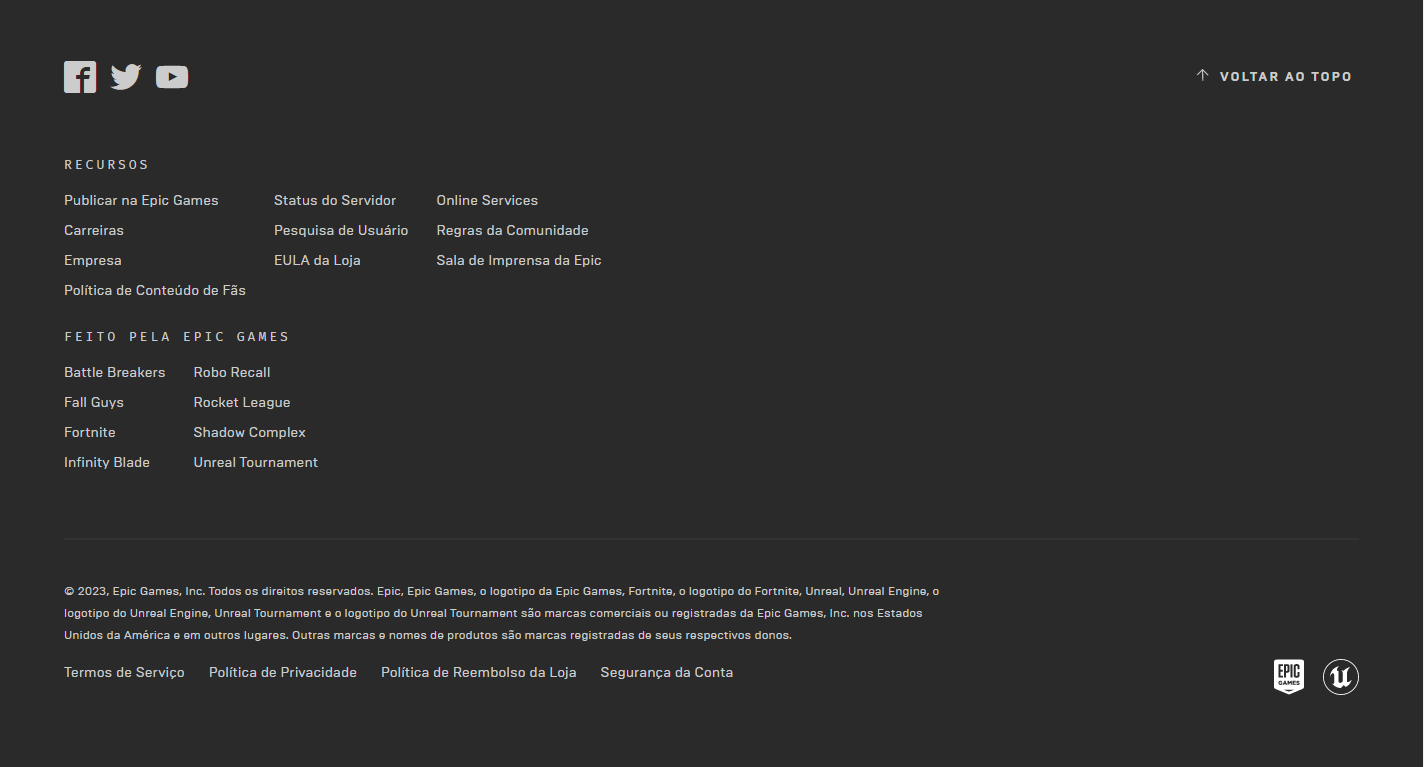 VOLTAR AO TOPO
RECURSOS
Publicar na Epic Games Status do Servidor Online Services
Carreiras Pesquisa de Usuário Regras da Comunidade
Empresa EULA da Loja Sala de Imprensa da Epic
Política de Conteúdo de Fãs
FEITO PELA EPIC GAMES
Battle Breakers Robo Recall
Fall Guys Rocket League
Fortnite Shadow Complex
Infinity Blade Unreal Tournament
© 2023, Epic Games, Inc. Todos os direitos reservados. Epic, Epic Games, o logotipo da Epic Games, Fortnite, o logotipo do Fortnite, Unreal, Unreal Engine, o
logotipo do Unreal Engine, Unreal Tournament e o logotipo do Unreal Tournament são marcas comerciais ou registradas da Epic Games, Inc. nos Estados
Unidos da América e em outros lugares. Outras marcas e nomes de produtos são marcas registradas de seus respectivos donos.
Termos de Serviço Política de Privacidade Política de Reembolso da Loja Segurança da Conta
EPIC
GAMES